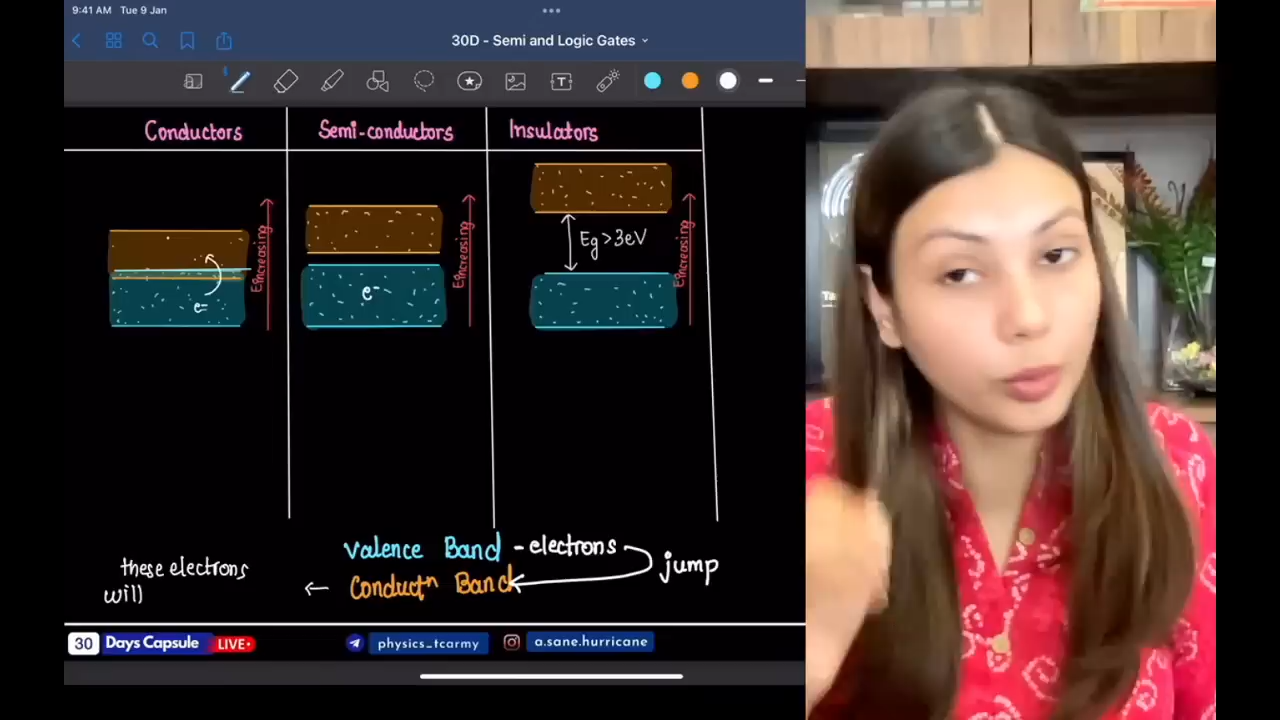 9:41 AM Tue 9 Jan
30D - Semi and Logic Gates
T
Conductors
Semi-conductors
Insulators
Increasing
Increasing
Increasing
Eg>3eV
e-
e-
Valence Band - electrons
jump
these electrons
will
← Conductn Band
30 Days Capsule LIVE
physics_tcarmy
a.sane.hurricane